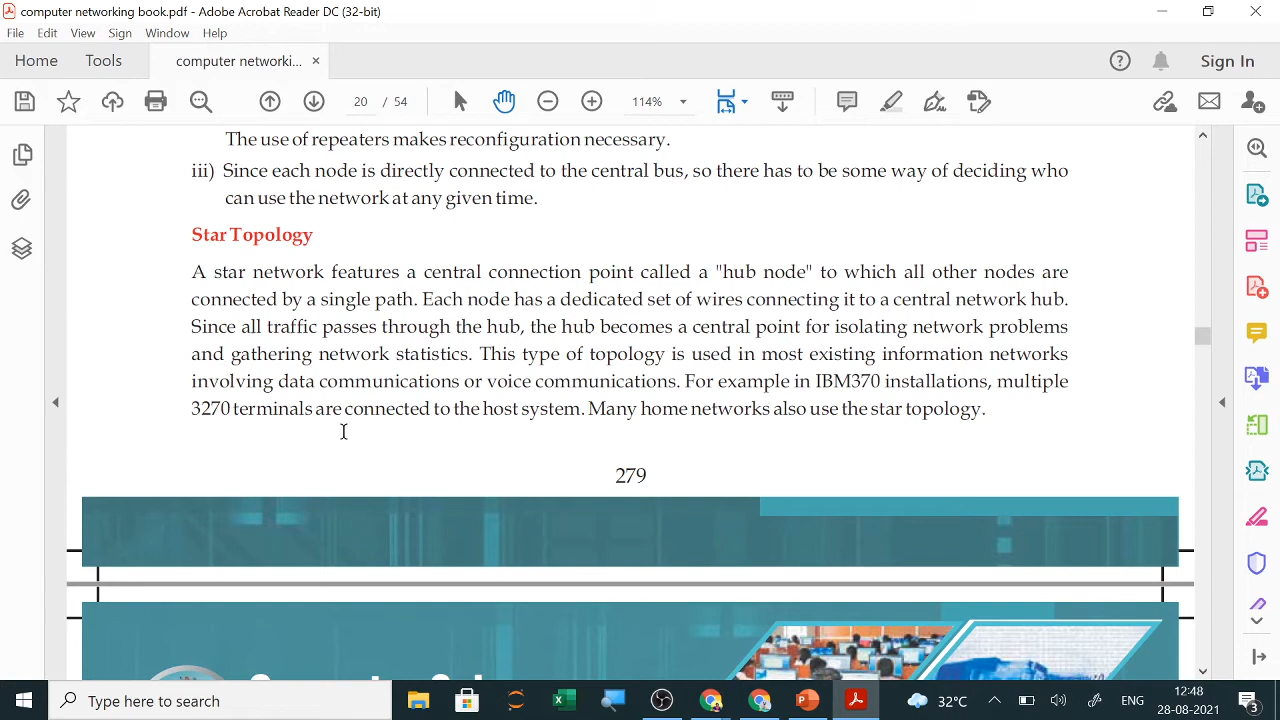 computer networking book.pdf - Adobe Acrobat Reader DC (32-bit)
File Edit View Sign Window Help
Home Tools computer networki... × Sign In
20 / 54 114%
The use of repeaters makes reconfiguration necessary.
iii) Since each node is directly connected to the central bus, so there has to be some way of deciding who
can use the network at any given time.
Star Topology
A star network features a central connection point called a "hub node" to which all other nodes are
connected by a single path. Each node has a dedicated set of wires connecting it to a central network hub.
Since all traffic passes through the hub, the hub becomes a central point for isolating network problems
and gathering network statistics. This type of topology is used in most existing information networks
involving data communications or voice communications. For example in IBM370 installations, multiple
3270 terminals are connected to the host system. Many home networks also use the star topology.
279
Type here to search 32°C ENG 12:48
28-08-2021 3